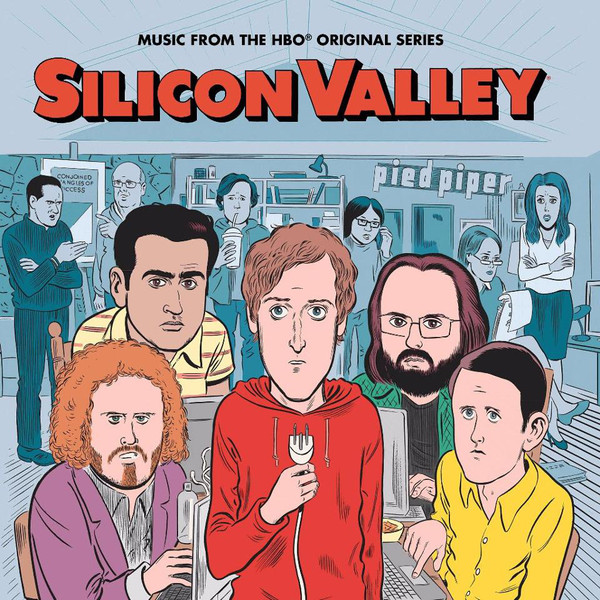 MUSIC FROM THE HBO® ORIGINAL SERIES
SILICON VALLEY®
CONJOINED
TRIANGLES OF
SUCCESS
pied piper